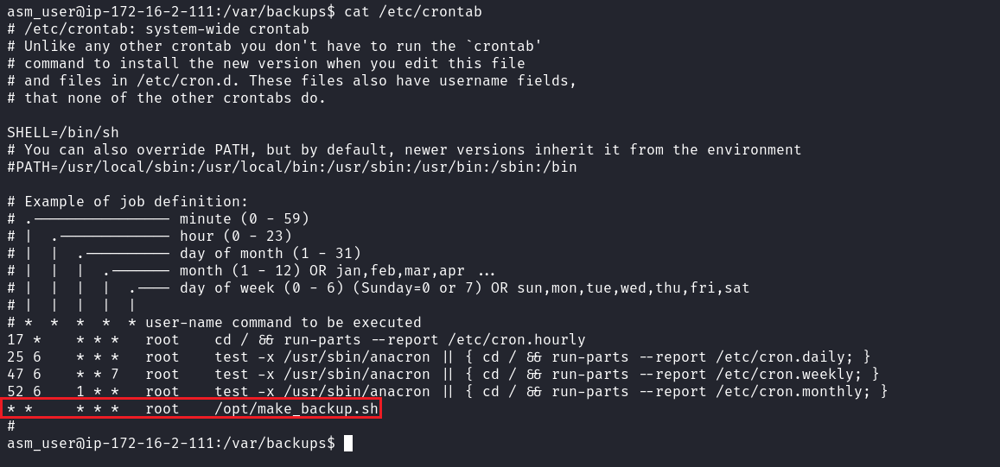 asm_user@ip-172-16-2-111:/var/backups$ cat /etc/crontab
# /etc/crontab: system-wide crontab
# Unlike any other crontab you don't have to run the `crontab'
# command to install the new version when you edit this file
# and files in /etc/cron.d. These files also have username fields,
# that none of the other crontabs do.

SHELL=/bin/sh
# You can also override PATH, but by default, newer versions inherit it from the environment
#PATH=/usr/local/sbin:/usr/local/bin:/usr/sbin:/usr/bin:/sbin:/bin

# Example of job definition:
# .---------------- minute (0 - 59)
# |  .------------- hour (0 - 23)
# |  |  .---------- day of month (1 - 31)
# |  |  |  .------- month (1 - 12) OR jan,feb,mar,apr ...
# |  |  |  |  .---- day of week (0 - 6) (Sunday=0 or 7) OR sun,mon,tue,wed,thu,fri,sat
# |  |  |  |  |
# *  *  *  *  * user-name command to be executed
17 *    * * *   root    cd / && run-parts --report /etc/cron.hourly
25 6    * * *   root    test -x /usr/sbin/anacron || { cd / && run-parts --report /etc/cron.daily; }
47 6    * * 7   root    test -x /usr/sbin/anacron || { cd / && run-parts --report /etc/cron.weekly; }
52 6    1 * *   root    test -x /usr/sbin/anacron || { cd / && run-parts --report /etc/cron.monthly; }
* *     * * *   root    /opt/make_backup.sh
#
asm_user@ip-172-16-2-111:/var/backups$